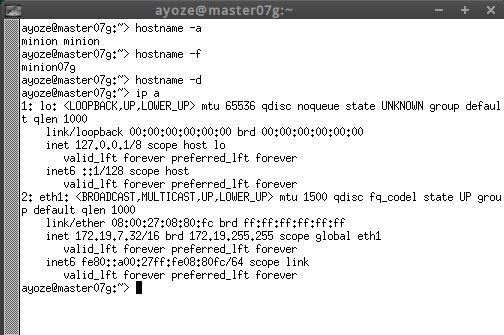 ayoze@master07g:~
ayoze@master07g:~> hostname -a
minion minion
ayoze@master07g:~> hostname -f
minion07g
ayoze@master07g:~> hostname -d
ayoze@master07g:~> ip a
1: lo: <LOOPBACK,UP,LOWER_UP> mtu 65536 qdisc noqueue state UNKNOWN group defaul
t qlen 1000
link/loopback 00:00:00:00:00:00 brd 00:00:00:00:00:00
inet 127.0.0.1/8 scope host lo
valid_lft forever preferred_lft forever
inet6 ::1/128 scope host
valid_lft forever preferred_lft forever
2: eth1: <BROADCAST,MULTICAST,UP,LOWER_UP> mtu 1500 qdisc fq_codel state UP grou
p default qlen 1000
link/ether 08:00:27:08:80:fc brd ff:ff:ff:ff:ff:ff
inet 172.19.7.32/16 brd 172.19.255.255 scope global eth1
valid_lft forever preferred_lft forever
inet6 fe80::a00:27ff:fe08:80fc/64 scope link
valid_lft forever preferred_lft forever
ayoze@master07g:~>